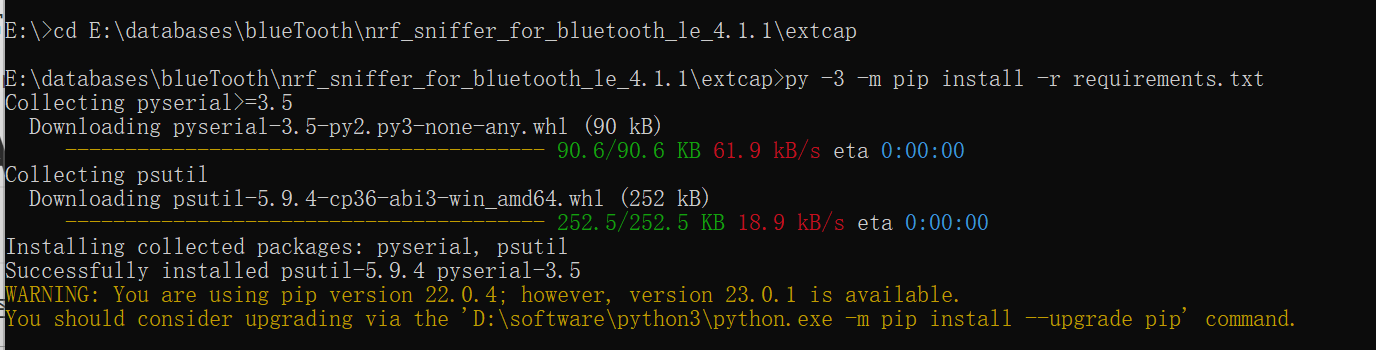 E:\>cd E:\databases\blueTooth\nrf_sniffer_for_bluetooth_le_4.1.1\extcap
E:\databases\blueTooth\nrf_sniffer_for_bluetooth_le_4.1.1\extcap>py -3 -m pip install -r requirements.txt
Collecting pyserial>=3.5
  Downloading pyserial-3.5-py2.py3-none-any.whl (90 kB)
     ---------------------------------------- 90.6/90.6 KB 61.9 kB/s eta 0:00:00
Collecting psutil
  Downloading psutil-5.9.4-cp36-abi3-win_amd64.whl (252 kB)
     ---------------------------------------- 252.5/252.5 KB 18.9 kB/s eta 0:00:00
Installing collected packages: pyserial, psutil
Successfully installed psutil-5.9.4 pyserial-3.5
WARNING: You are using pip version 22.0.4; however, version 23.0.1 is available.
You should consider upgrading via the 'D:\software\python3\python.exe -m pip install --upgrade pip' command.